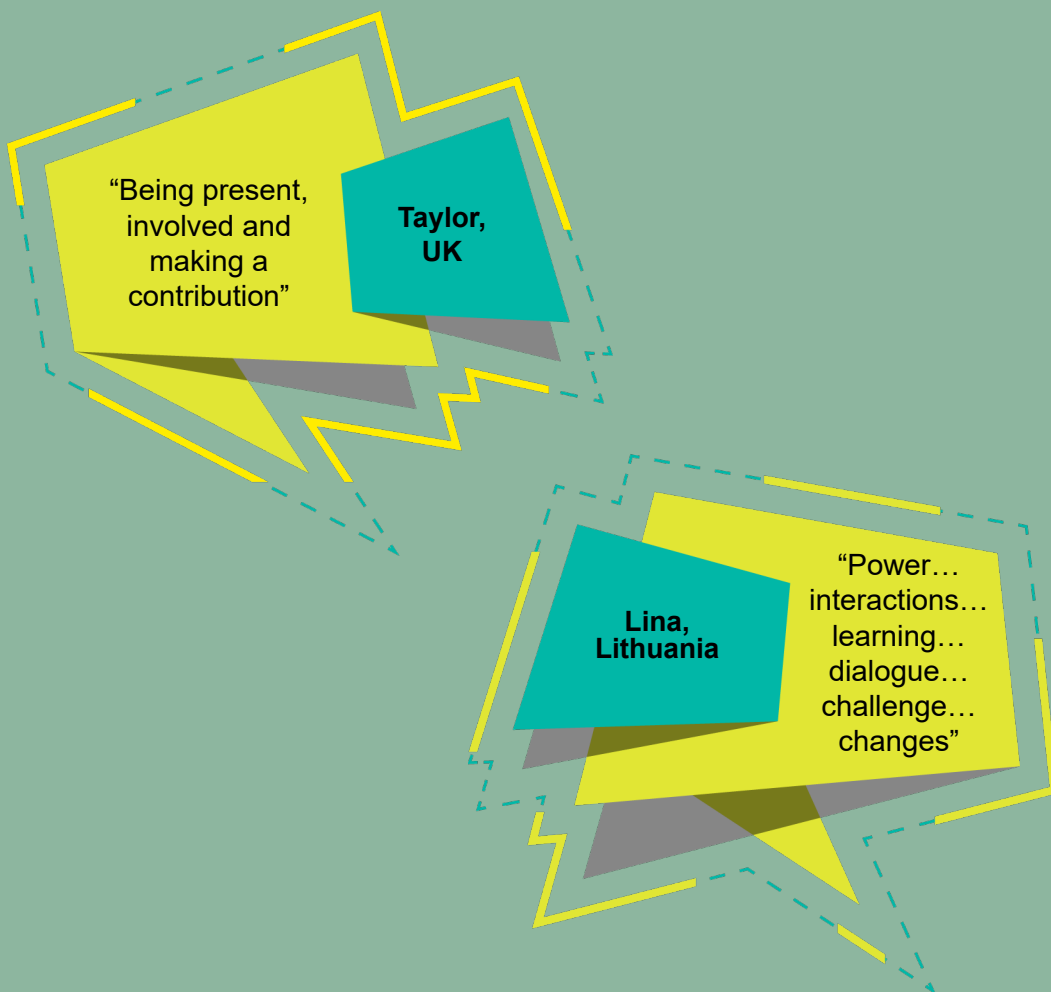 “Being present,
involved and
making a
contribution”
Taylor,
UK
Lina,
Lithuania
“Power…
interactions…
learning…
dialogue…
challenge…
changes”